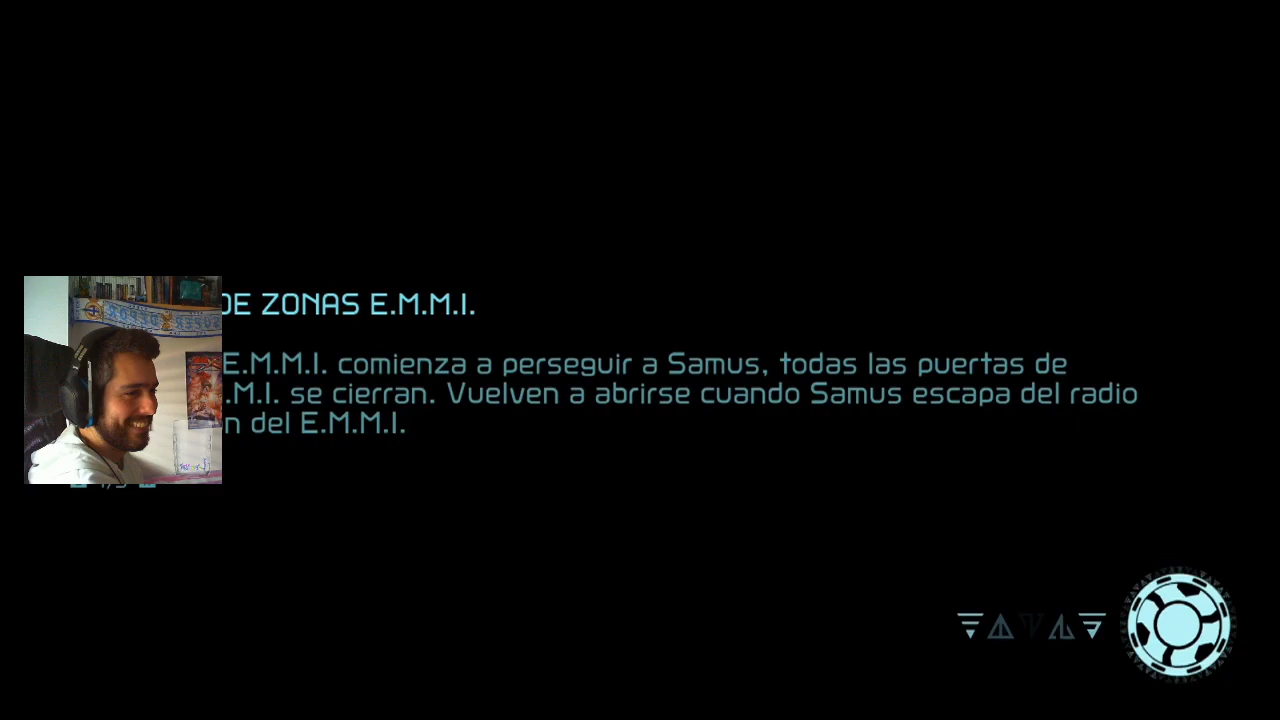 DE ZONAS E.M.M.I.
E.M.M.I. comienza a perseguir a Samus, todas las puertas de
.M.M.I. se cierran. Vuelven a abrirse cuando Samus escapa del radio
n del E.M.M.I.